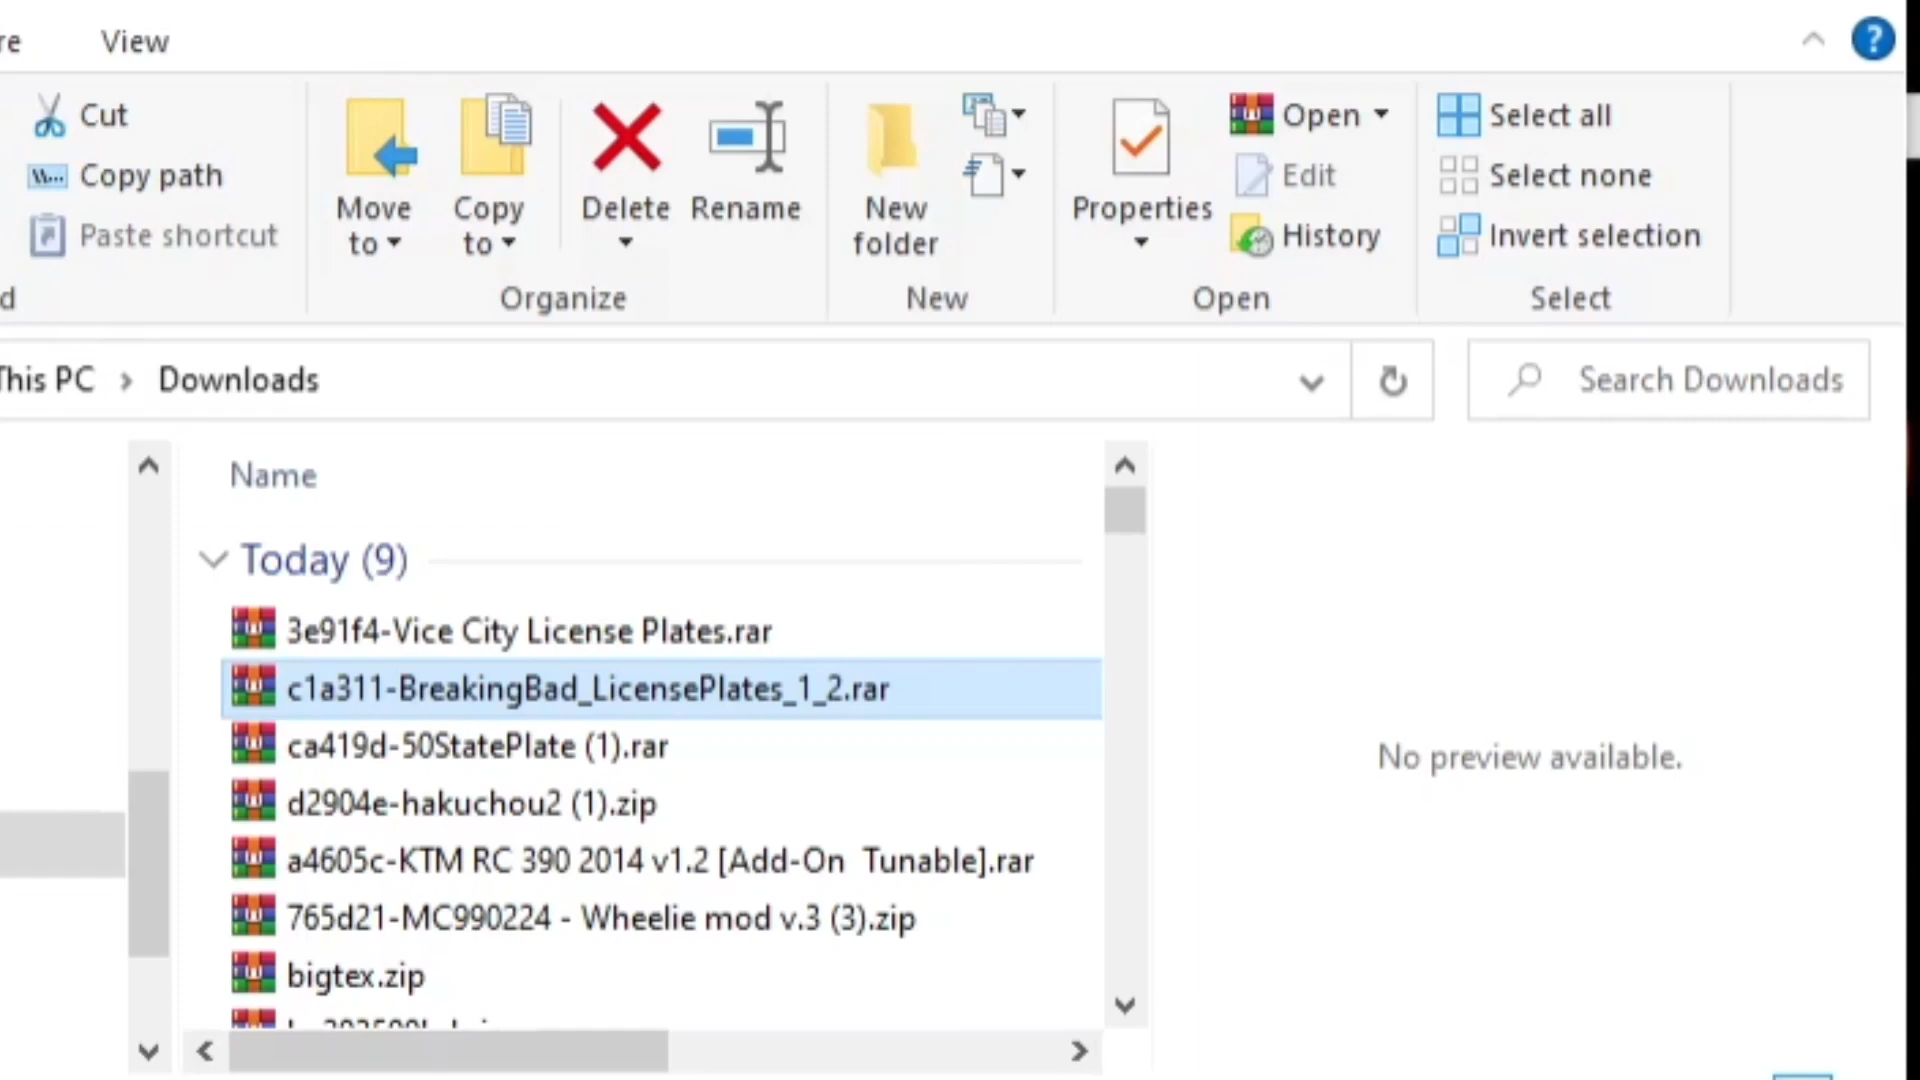 re View
Cut
Copy path
Paste shortcut
Move to
Copy to
Delete
Rename
Organize
New folder
New
Properties
Open
Edit
History
Open
Select all
Select none
Invert selection
Select
This PC > Downloads
Search Downloads
Name
Today (9)
3e91f4-Vice City License Plates.rar
c1a311-BreakingBad_LicensePlates_1_2.rar
ca419d-50StatePlate (1).rar
d2904e-hakuchou2 (1).zip
a4605c-KTM RC 390 2014 v1.2 [Add-On  Tunable].rar
765d21-MC990224 - Wheelie mod v.3 (3).zip
bigtex.zip
No preview available.